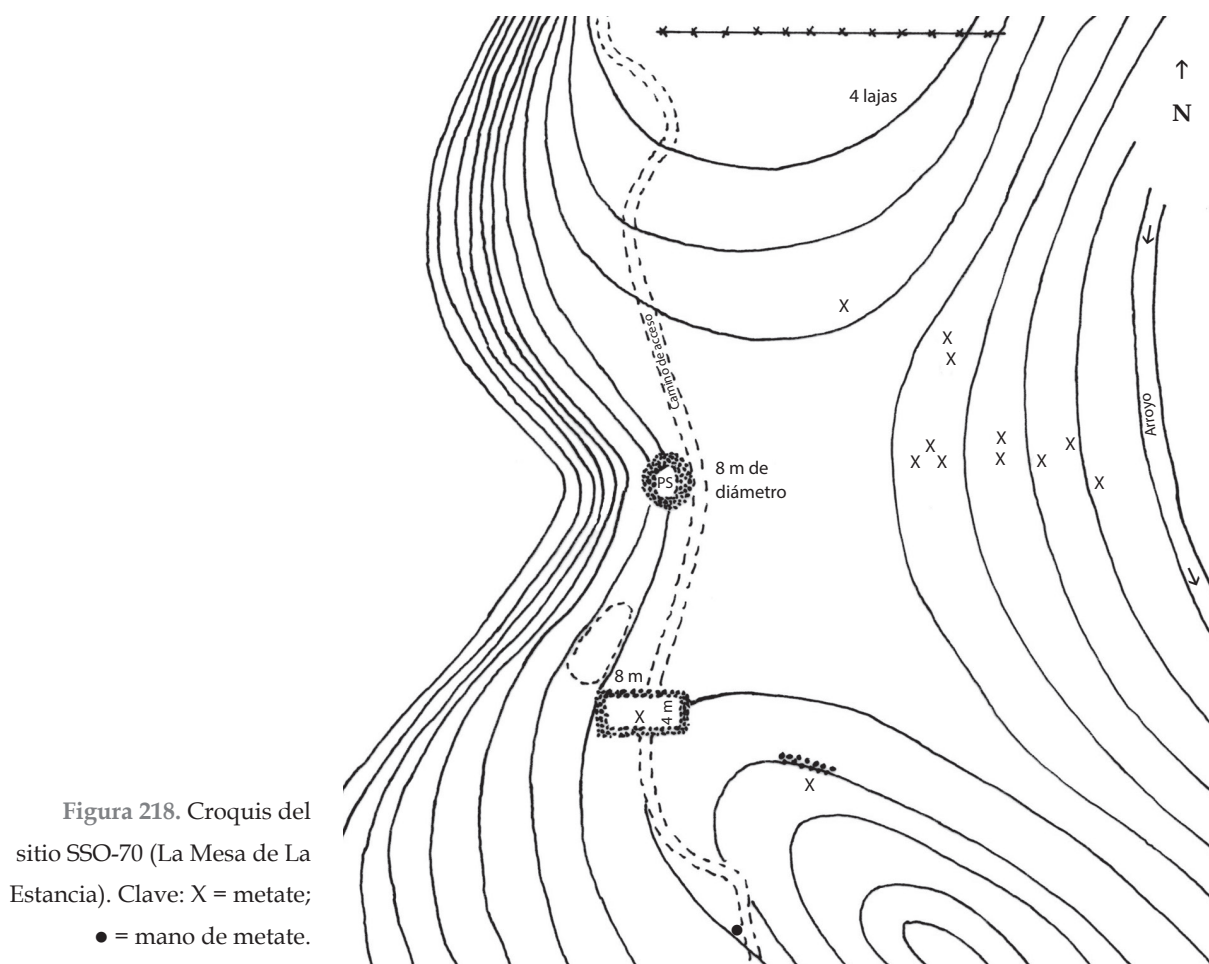 4 lajas
↑
N
X
Camino de acceso
X
X
Arroyo
X
X
X
X
X
X
X
X
8 m de
diámetro
PS
X
8 m
4 m
X
X
Figura 218. Croquis del
sitio SSO-70 (La Mesa de La
Estancia). Clave: X = metate;
● = mano de metate.